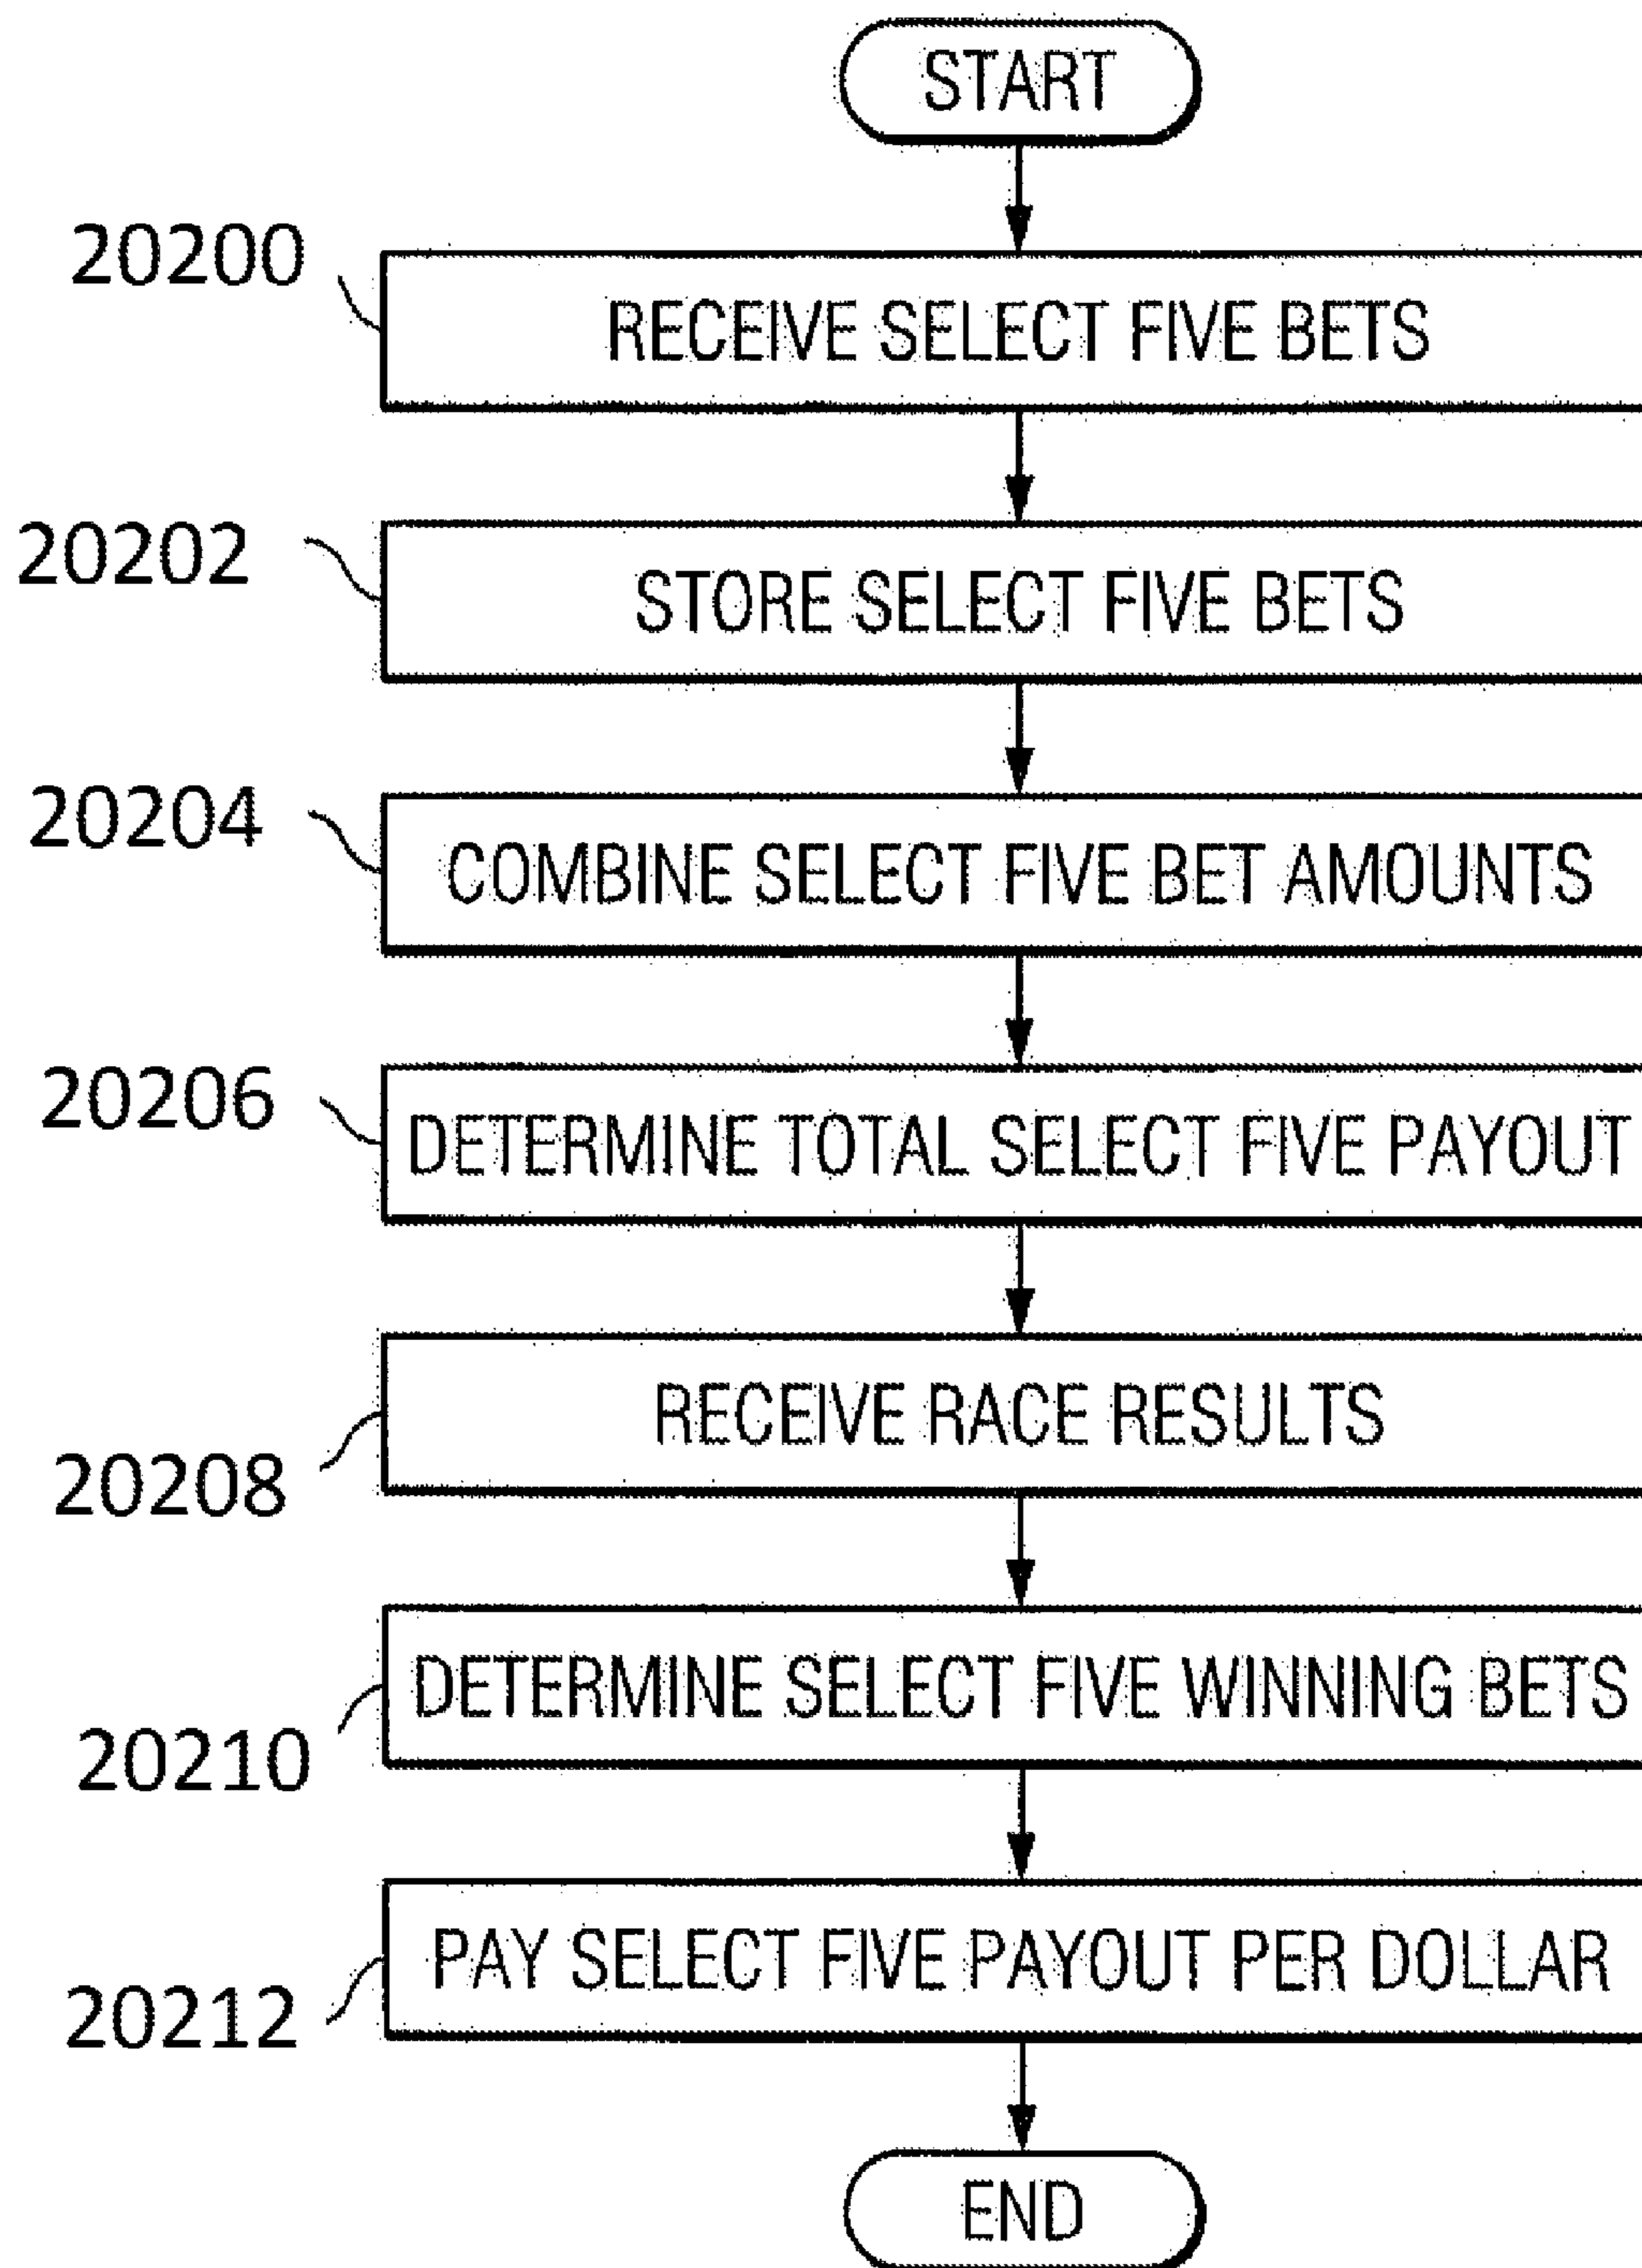 START
20200
RECEIVE SELECT FIVE BETS
20202
STORE SELECT FIVE BETS
20204
COMBINE SELECT FIVE BET AMOUNTS
20206
DETERMINE TOTAL SELECT FIVE PAYOUT
RECEIVE RACE RESULTS
20208
DETERMINE SELECT FIVE WINNING BETS
20210
PAY SELECT FIVE PAYOUT PER DOLLAR
20212
END